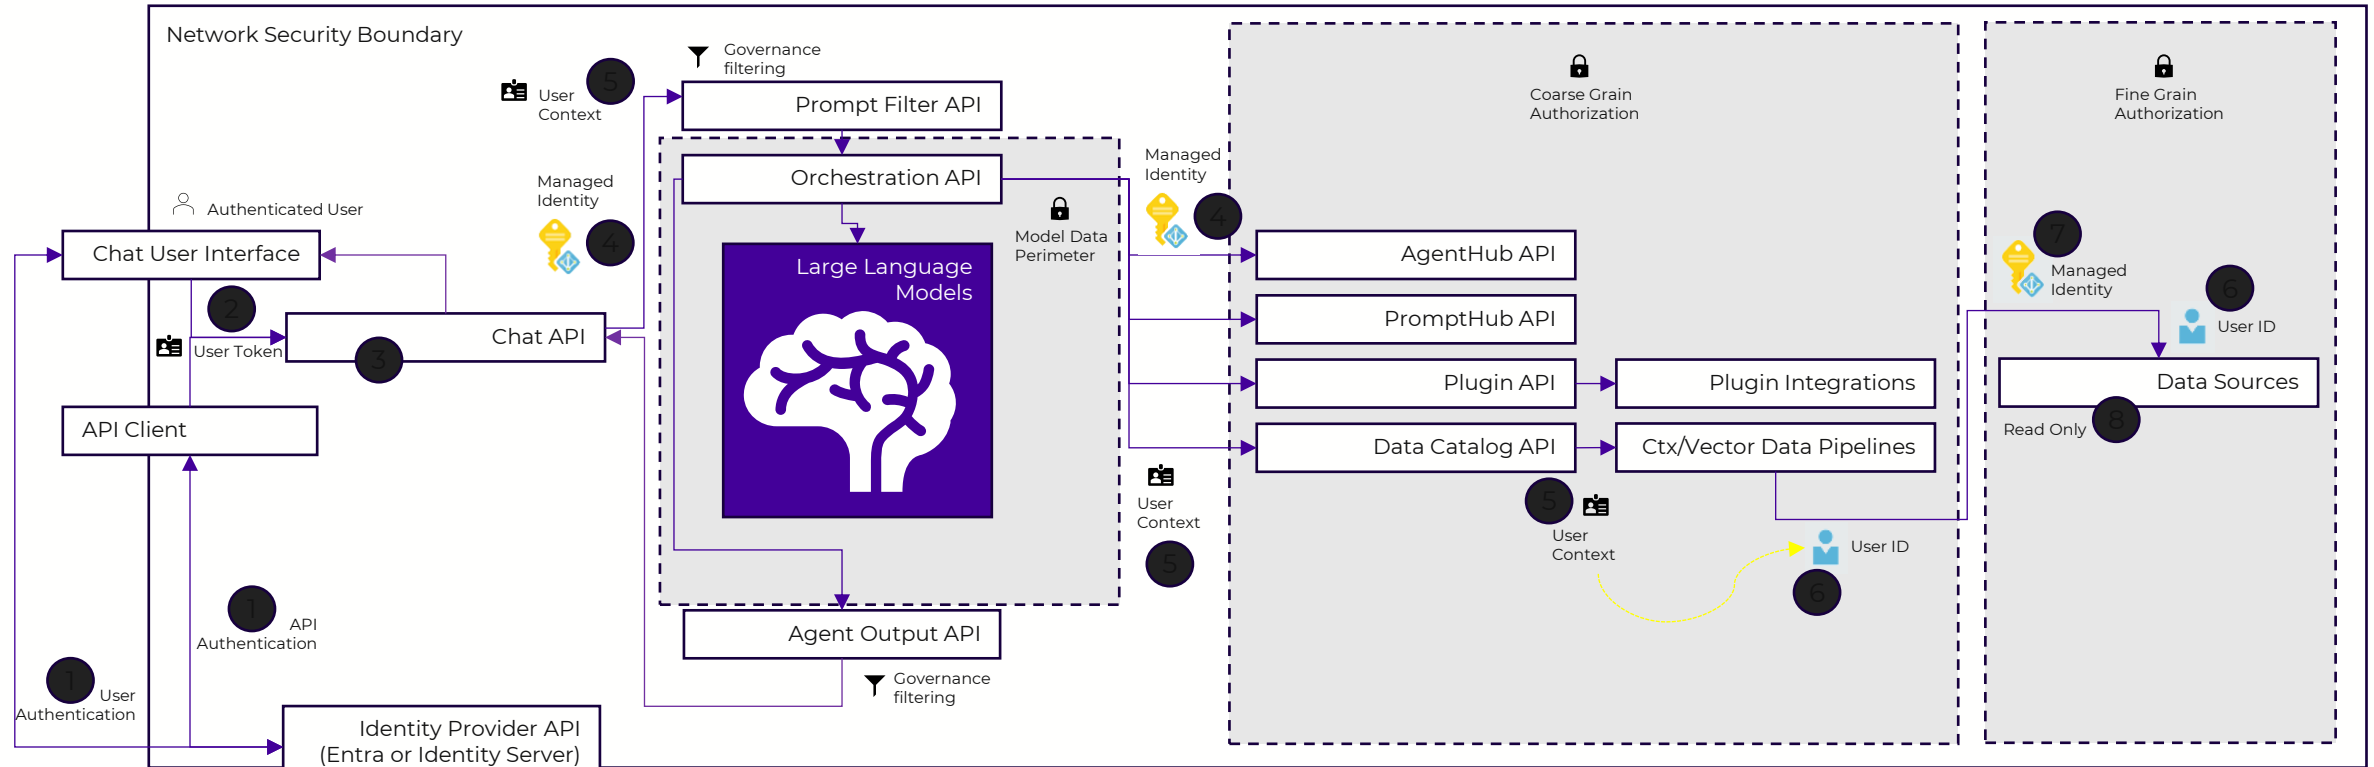 Network Security Boundary
Governance
filtering
5
User
Context
Prompt Filter API
Coarse Grain
Authorization
Fine Grain
Authorization
Managed
Identity
4
Orchestration API
Managed
Identity
4
Model Data
Perimeter
Authenticated User
Chat User Interface
Large Language
Models
AgentHub API
7
Managed
Identity
6
User ID
2
User Token
Chat API
3
PromptHub API
Plugin API
Plugin Integrations
Data Sources
8
Read Only
API Client
Data Catalog API
Ctx/Vector Data Pipelines
User
Context
5
5
User
Context
User ID
6
1
API
Authentication
Agent Output API
Governance
filtering
1
User
Authentication
Identity Provider API
(Entra or Identity Server)